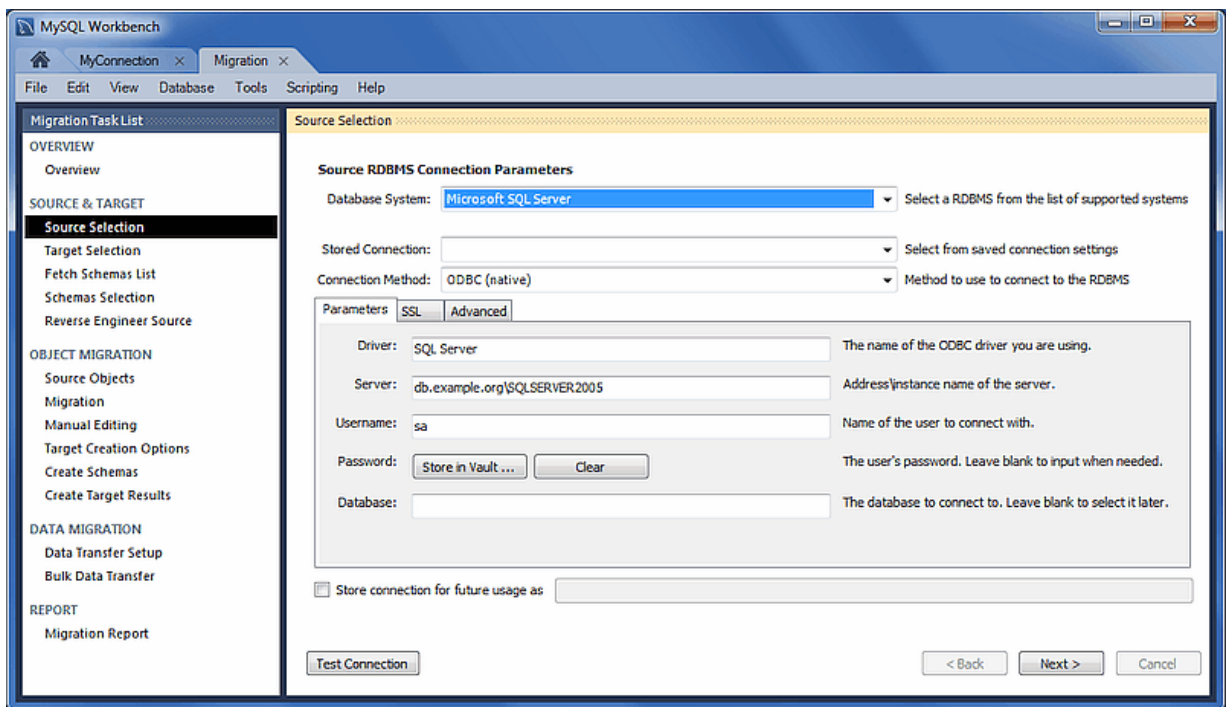 MySQL Workbench
MyConnection
Migration
File Edit View Database Tools Scripting Help
Migration Task List
OVERVIEW
Overview
SOURCE & TARGET
Source Selection
Target Selection
Fetch Schemas List
Schemas Selection
Reverse Engineer Source
OBJECT MIGRATION
Source Objects
Migration
Manual Editing
Target Creation Options
Create Schemas
Create Target Results
DATA MIGRATION
Data Transfer Setup
Bulk Data Transfer
REPORT
Migration Report
Source Selection
Source RDBMS Connection Parameters
Database System: Microsoft SQL Server Select a RDBMS from the list of supported systems
Stored Connection: Select from saved connection settings
Connection Method: ODBC (native) Method to use to connect to the RDBMS
Parameters SSL Advanced
Driver: SQL Server The name of the ODBC driver you are using.
Server: db.example.org\SQLSERVER2005 Address\instance name of the server.
Username: sa Name of the user to connect with.
Password: Store in Vault ... Clear The user's password. Leave blank to input when needed.
Database: The database to connect to. Leave blank to select it later.
Store connection for future usage as
Test Connection < Back Next > Cancel